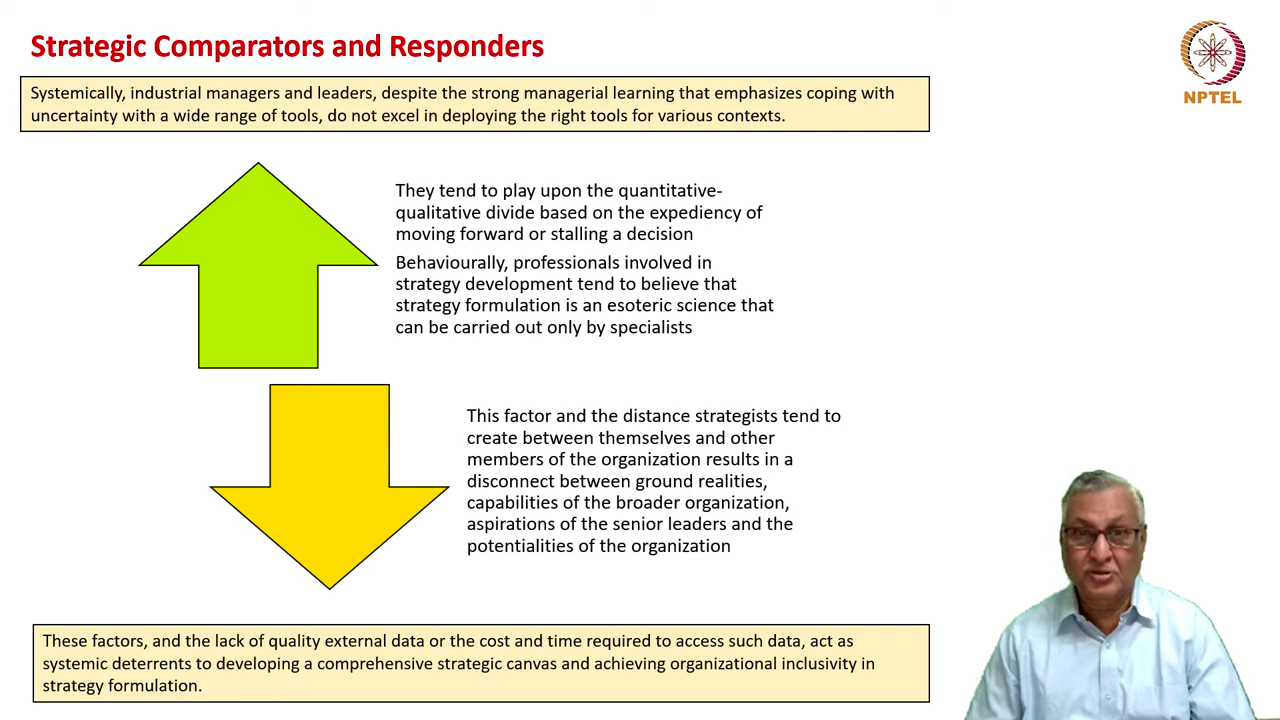 Strategic Comparators and Responders
NPTEL
Systemically, industrial managers and leaders, despite the strong managerial learning that emphasizes coping with
uncertainty with a wide range of tools, do not excel in deploying the right tools for various contexts.
They tend to play upon the quantitative-
qualitative divide based on the expediency of
moving forward or stalling a decision
Behaviourally, professionals involved in
strategy development tend to believe that
strategy formulation is an esoteric science that
can be carried out only by specialists
This factor and the distance strategists tend to
create between themselves and other
members of the organization results in a
disconnect between ground realities,
capabilities of the broader organization,
aspirations of the senior leaders and the
potentialities of the organization
These factors, and the lack of quality external data or the cost and time required to access such data, act as
systemic deterrents to developing a comprehensive strategic canvas and achieving organizational inclusivity in
strategy formulation.